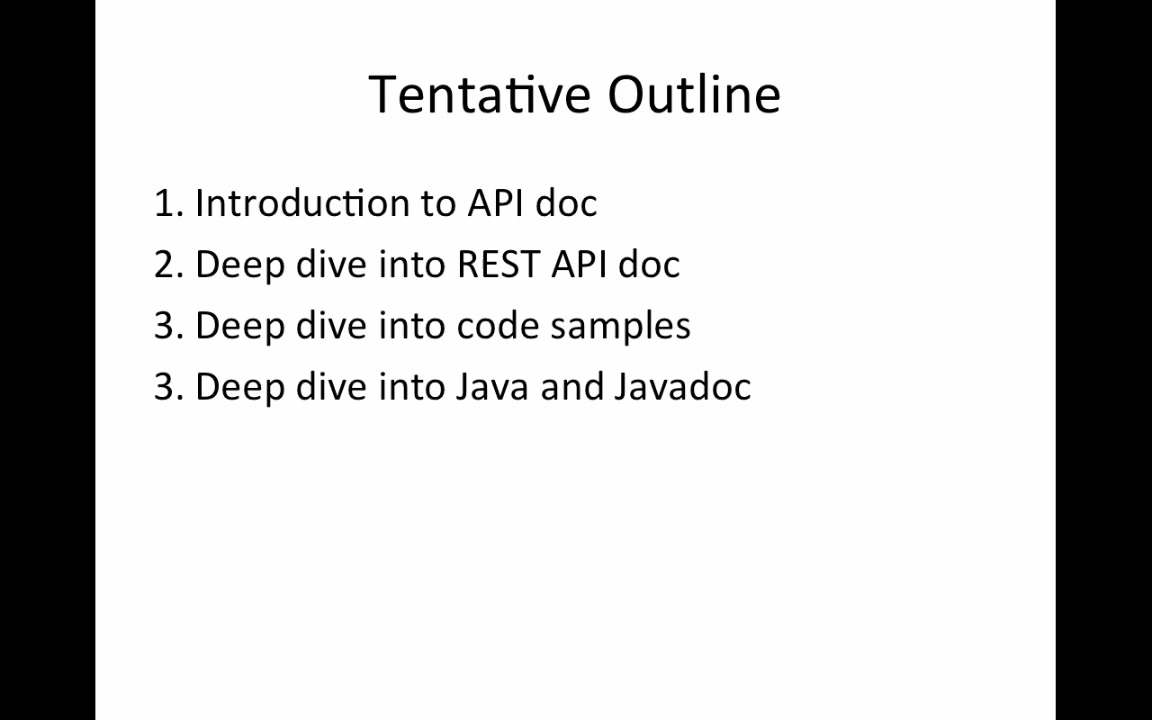 Tentative Outline
1. Introduction to API doc
2. Deep dive into REST API doc
3. Deep dive into code samples
3. Deep dive into Java and Javadoc